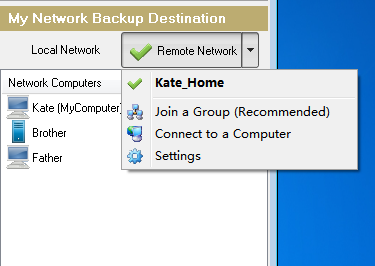 My Network Backup Destination
Local Network
Remote Network
Kate_Home
Network Computers
Join a Group (Recommended)
Kate (MyComputer)
Connect to a Computer
Brother
Settings
Father